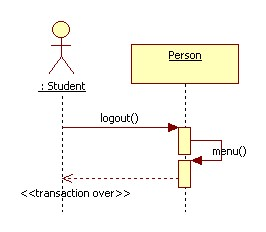 Person
: Student
logout()
menu()
<<transaction over>>